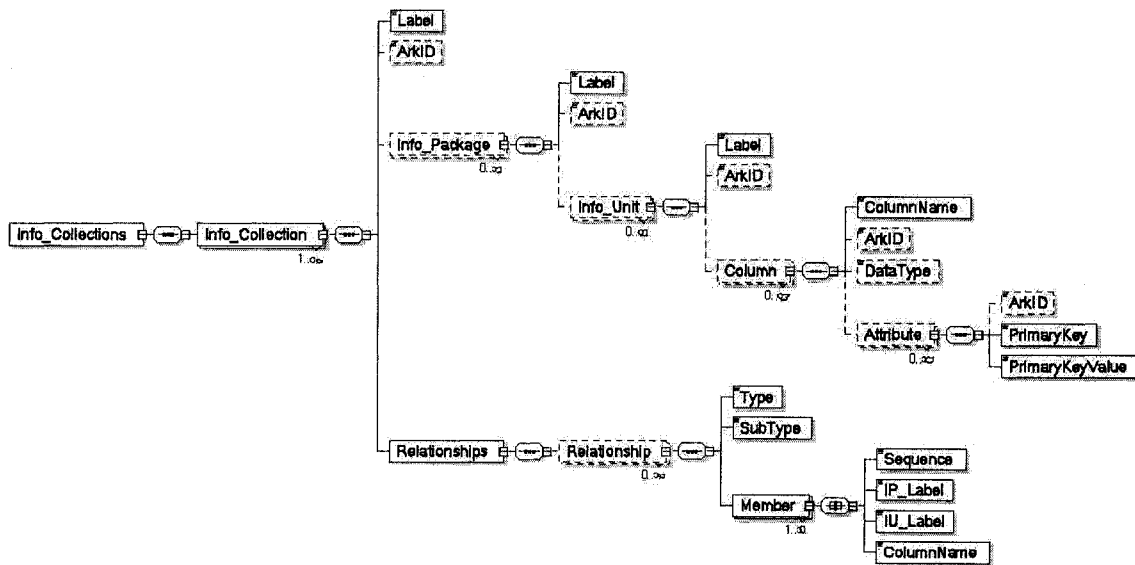 Label
ArkID
Label
ArkID
Info_Package
0..∞
Label
ArkID
Info_Unit
0..∞
ColumnName
ArkID
Info_Collections
Info_Collection
1..∞
Column
0..∞
DataType
ArkID
Attribute
0..∞
PrimaryKey
PrimaryKeyValue
Type
SubType
Relationships
Relationship
0..∞
Sequence
IP_Label
Member
1..∞
IU_Label
ColumnName